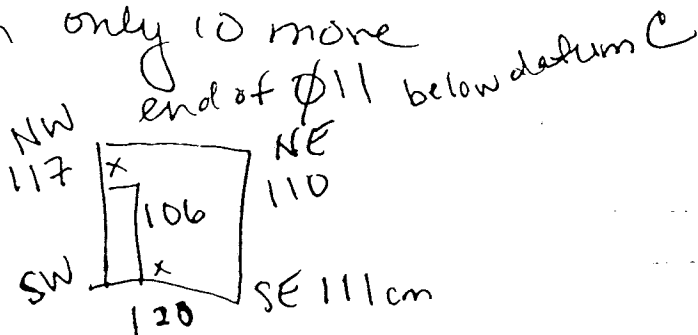 only 10 more
end of Ø11 below datum C
NW NE
117 x 110
106
SW x SE 111 cm
120